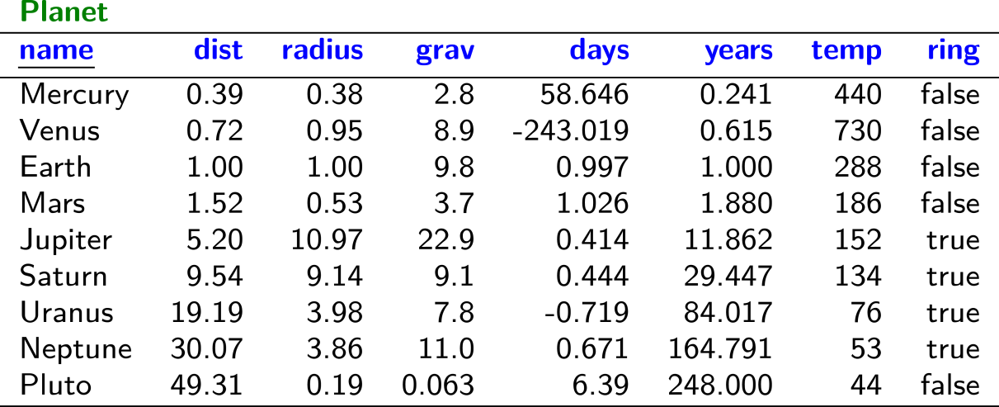 Planet
name dist radius grav days years temp ring
Mercury 0.39 0.38 2.8 58.646 0.241 440 false
Venus 0.72 0.95 8.9 -243.019 0.615 730 false
Earth 1.00 1.00 9.8 0.997 1.000 288 false
Mars 1.52 0.53 3.7 1.026 1.880 186 false
Jupiter 5.20 10.97 22.9 0.414 11.862 152 true
Saturn 9.54 9.14 9.1 0.444 29.447 134 true
Uranus 19.19 3.98 7.8 -0.719 84.017 76 true
Neptune 30.07 3.86 11.0 0.671 164.791 53 true
Pluto 49.31 0.19 0.063 6.39 248.000 44 false